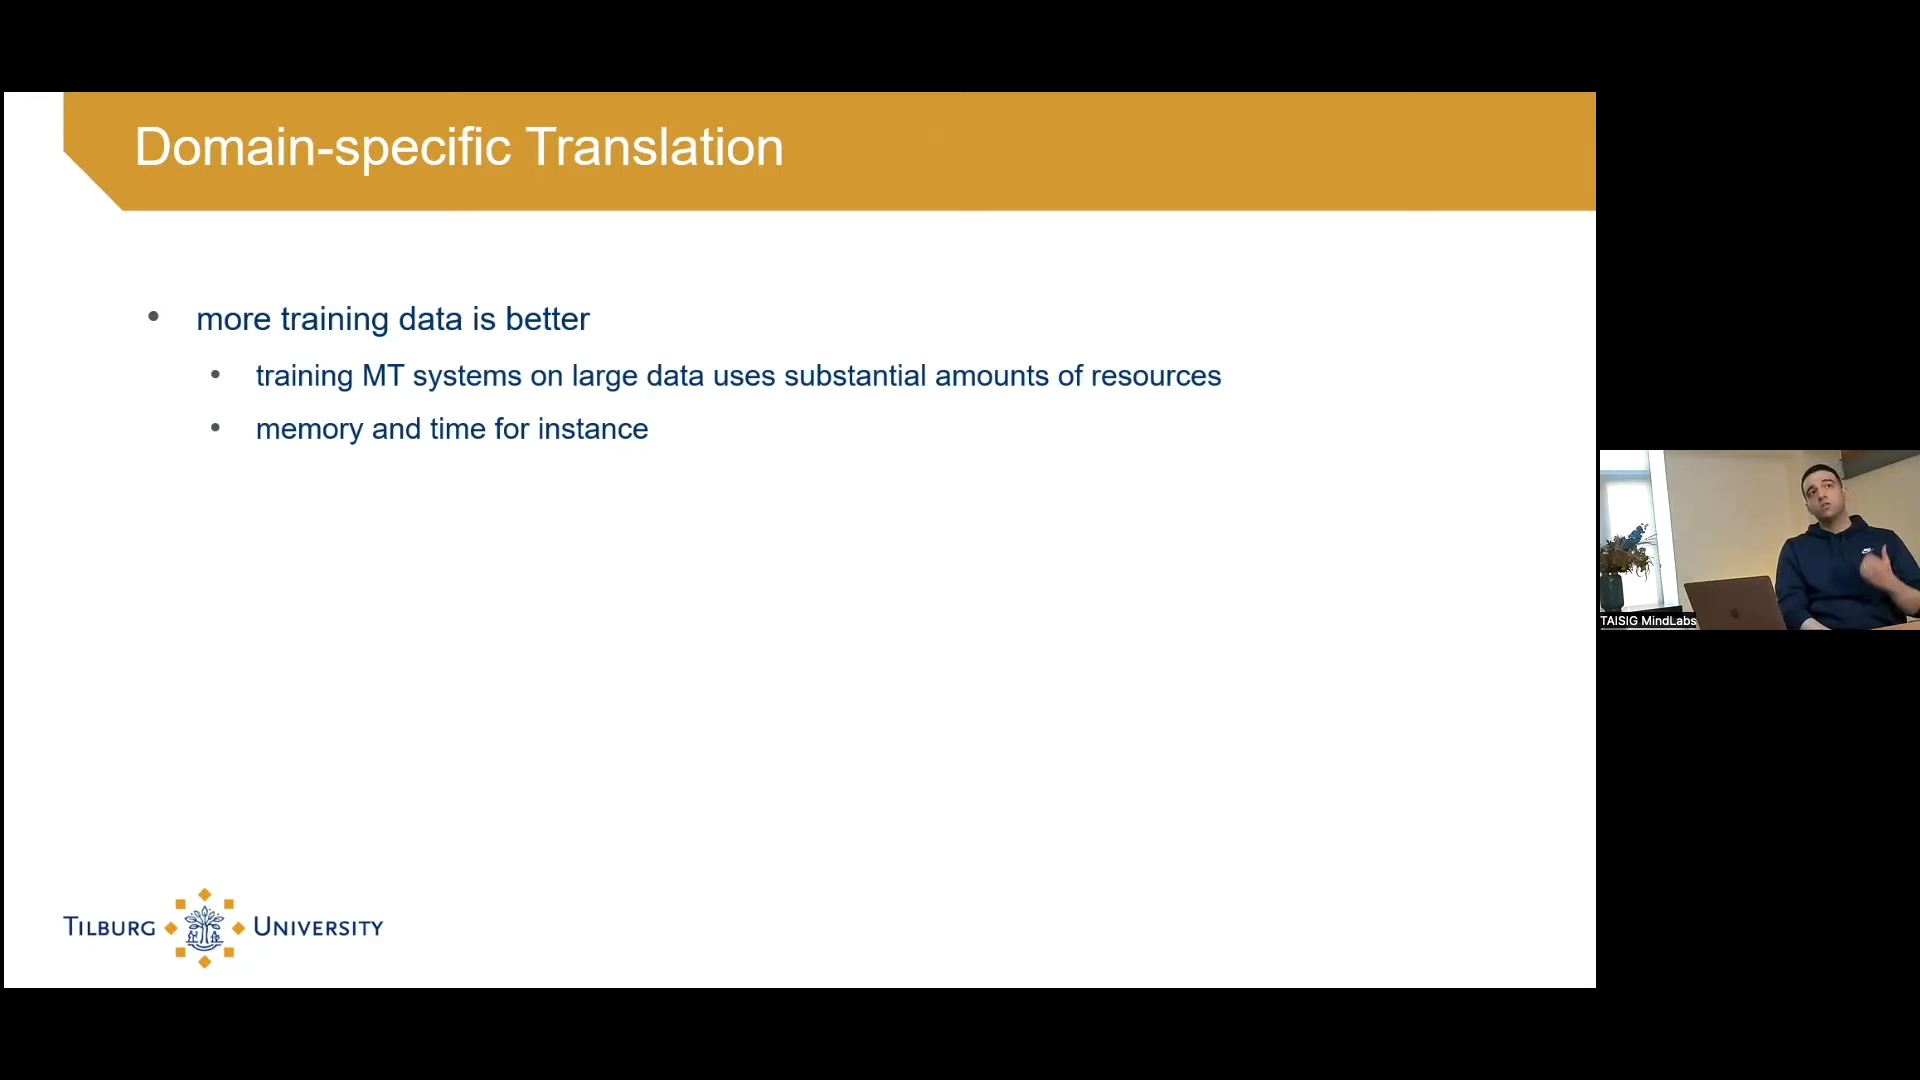 Domain-specific Translation
more training data is better
training MT systems on large data uses substantial amounts of resources
memory and time for instance
TILBURG UNIVERSITY
TAISIG MindLabs